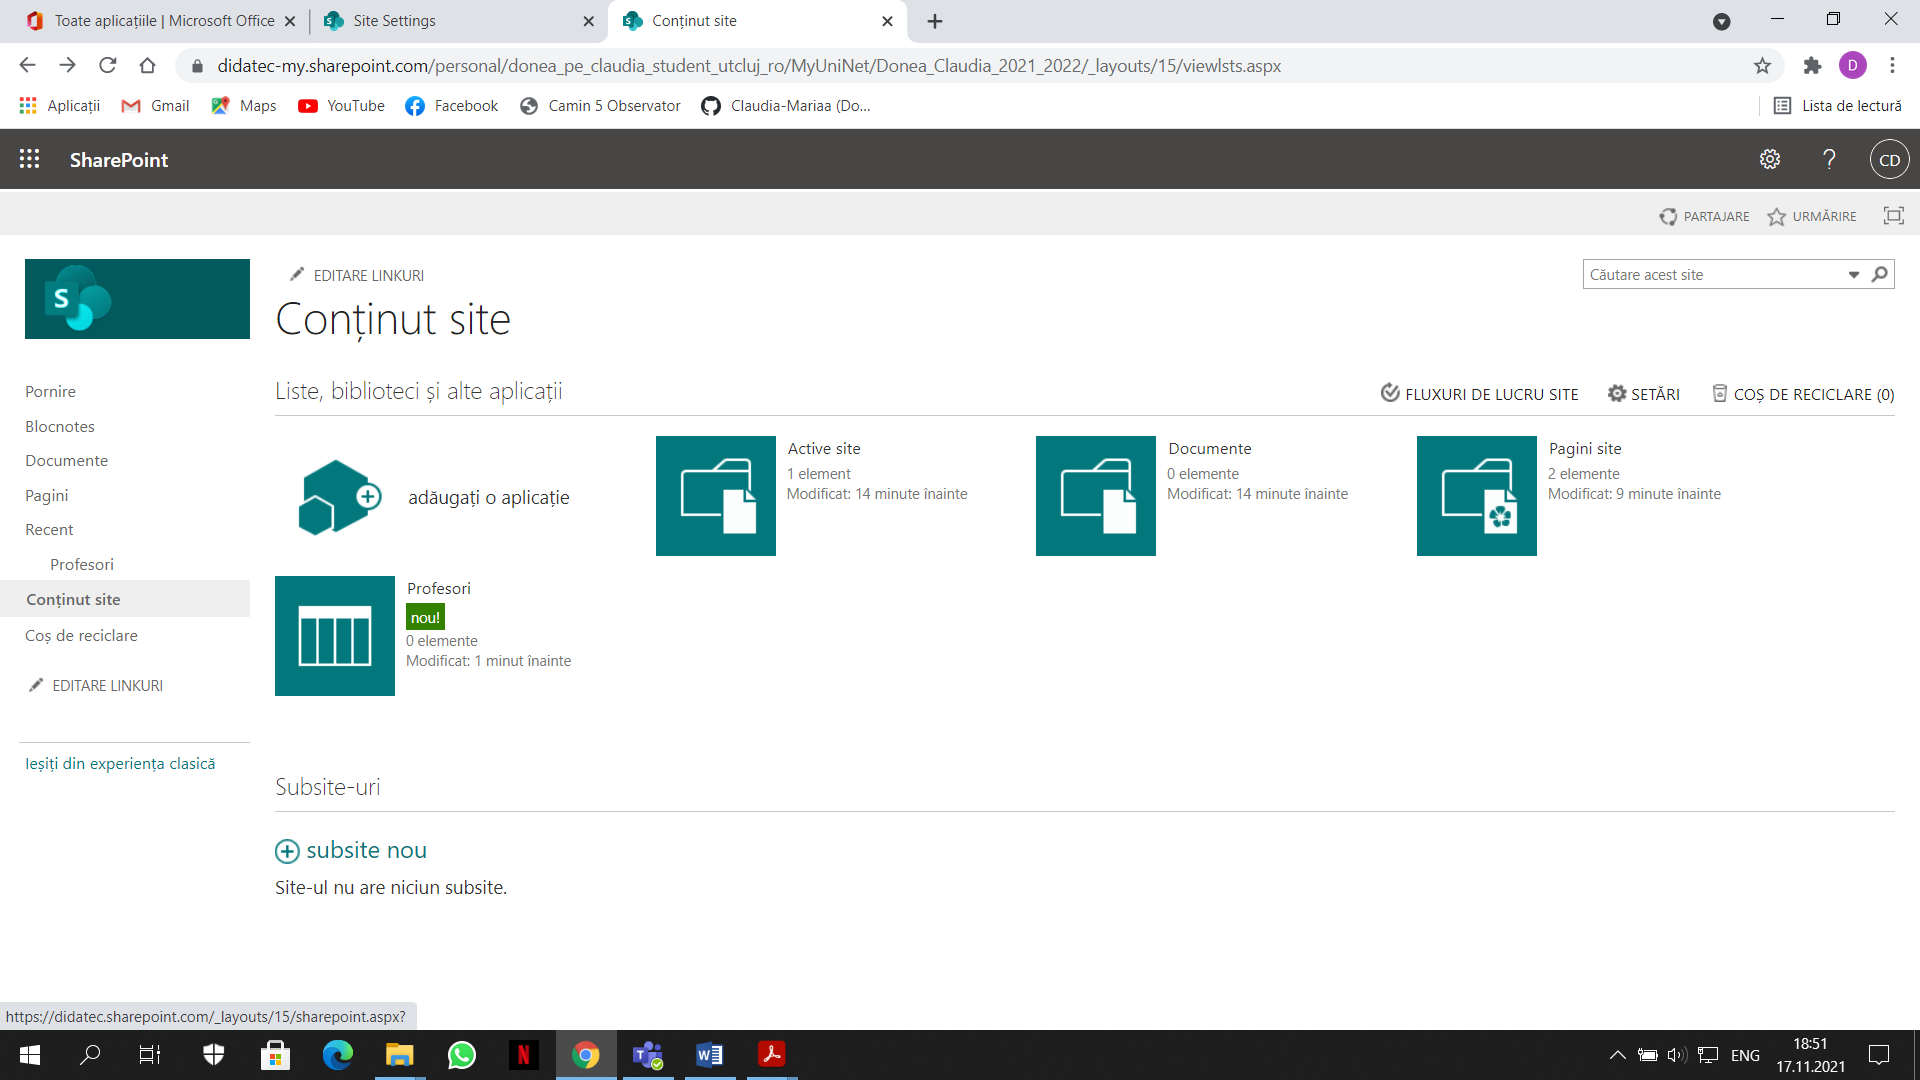 Toate aplicațiile | Microsoft Office
Site Settings
Conținut site
didatec-my.sharepoint.com/personal/donea_pe_claudia_student_utcluj_ro/MyUniNet/Donea_Claudia_2021_2022/_layouts/15/viewlsts.aspx
D
Aplicații
Gmail
Maps
YouTube
Facebook
Camin 5 Observator
Claudia-Mariaa (Do...
Lista de lectură
SharePoint
?
CD
PARTAJARE
URMĂRIRE
S
EDITARE LINKURI
Căutare acest site
Conținut site
Pornire
Blocnotes
Documente
Pagini
Recent
Profesori
Conținut site
Coș de reciclare
EDITARE LINKURI
Ieșiți din experiența clasică
Liste, biblioteci și alte aplicații
FLUXURI DE LUCRU SITE
SETĂRI
COȘ DE RECICLARE (0)
adăugați o aplicație
Active site
1 element
Modificat: 14 minute înainte
Documente
0 elemente
Modificat: 14 minute înainte
Pagini site
2 elemente
Modificat: 9 minute înainte
Profesori
nou!
0 elemente
Modificat: 1 minut înainte
Subsite-uri
subsite nou
Site-ul nu are niciun subsite.
https://didatec.sharepoint.com/_layouts/15/sharepoint.aspx?
ENG
18:51
17.11.2021